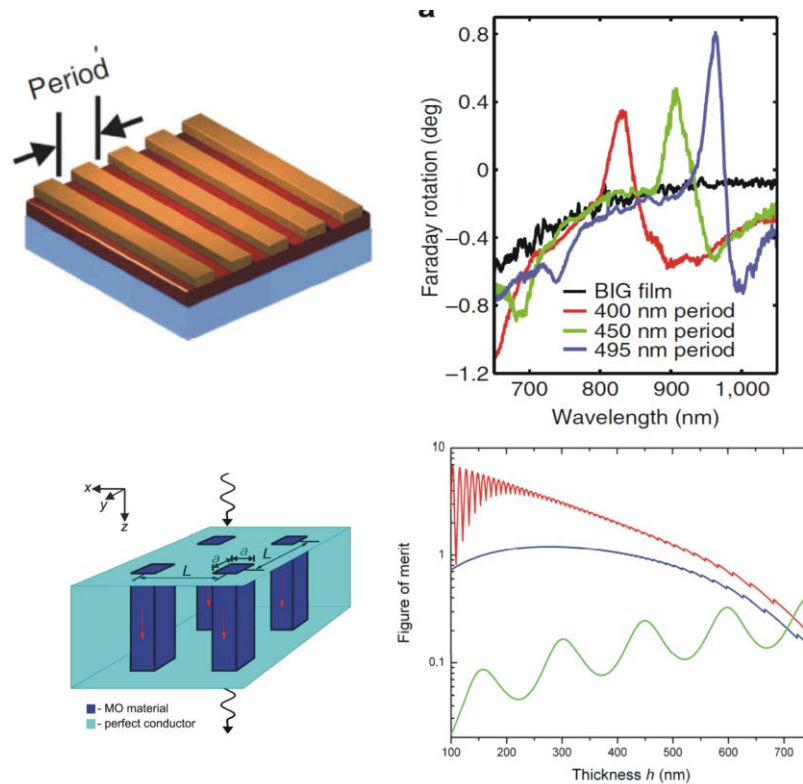 Period
a
Faraday rotation (deg)
0.8
0.4
0
−0.4
−0.8
−1.2
BIG film
400 nm period
450 nm period
495 nm period
700
800
900
1,000
Wavelength (nm)
x
y
z
a
a
L
L
- MO material
- perfect conductor
Figure of merit
10
1
0.1
100
200
300
400
500
600
700
Thickness h (nm)